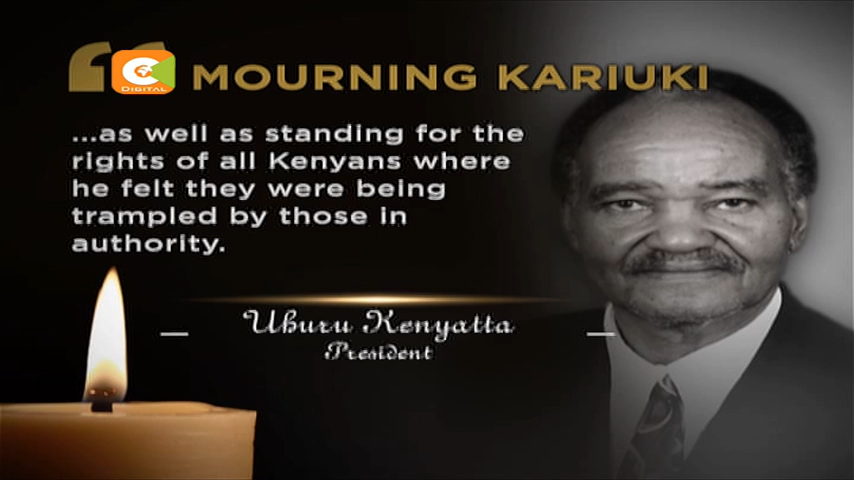 MOURNING KARIUKI
DIGITAL
...as well as standing for the
rights of all Kenyans where
he felt they were being
trampled by those in
authority.
Uhuru Kenyatta
President